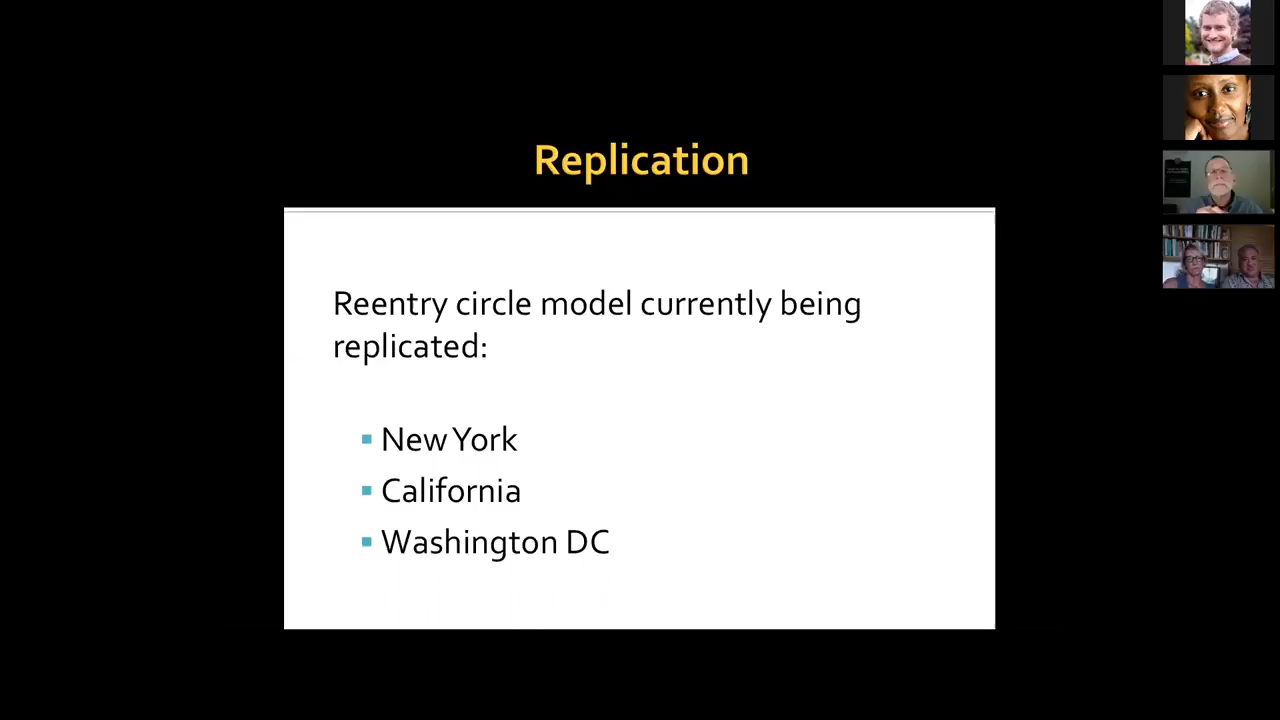 Replication
Reentry circle model currently being
replicated:
▪ New York
▪ California
▪ Washington DC